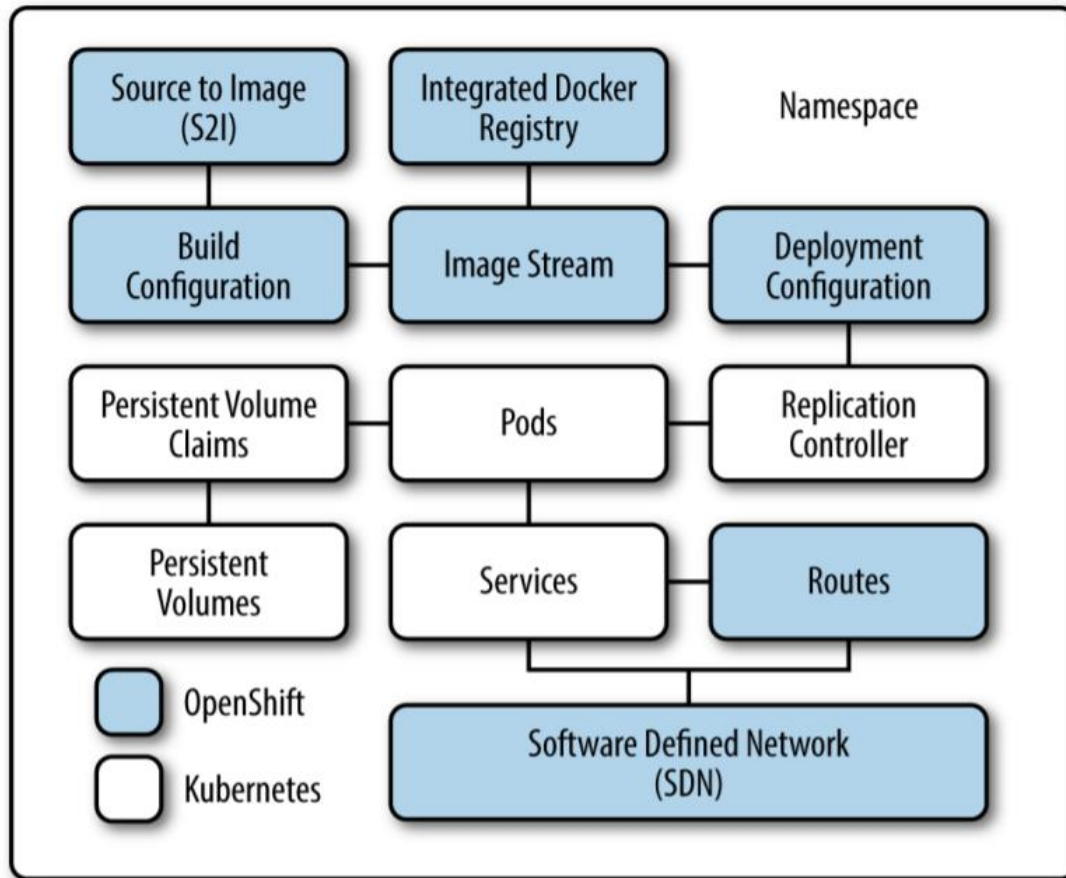 Source to Image
(S2I)
Integrated Docker
Registry
Namespace
Build
Configuration
Image Stream
Deployment
Configuration
Persistent Volume
Claims
Pods
Replication
Controller
Persistent
Volumes
Services
Routes
OpenShift
Kubernetes
Software Defined Network
(SDN)